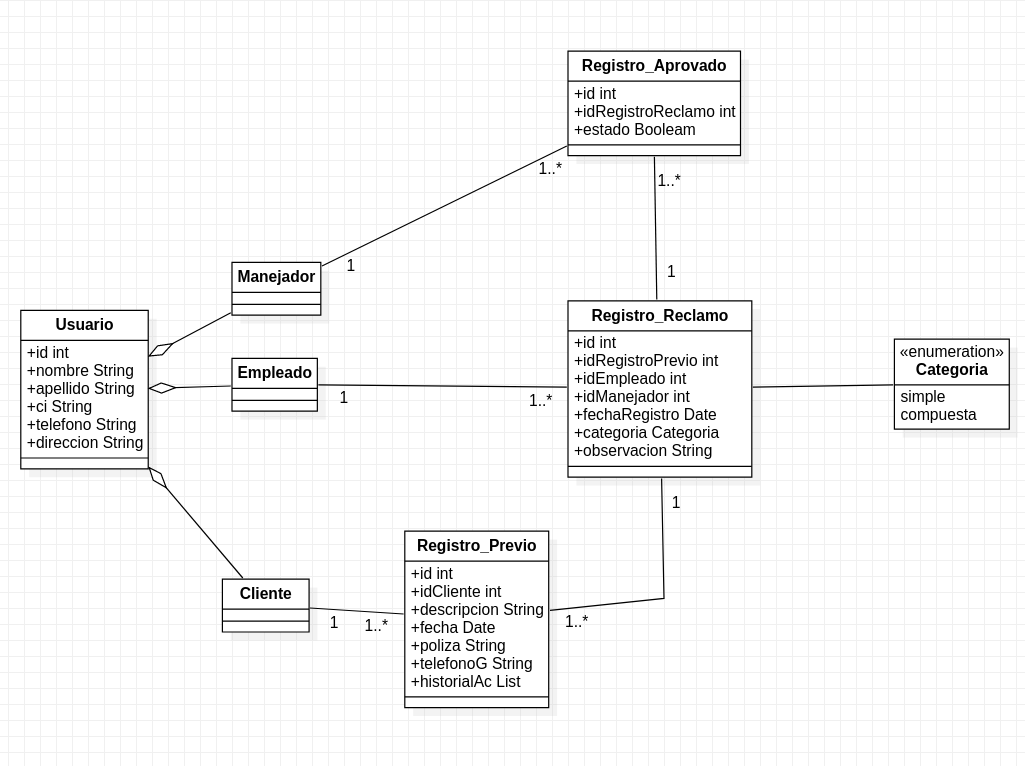 Registro_Aprovado
+id int
+idRegistroReclamo int
+estado Booleam
1..*
1..*
1
1
Manejador
Usuario
+id int
+nombre String
+apellido String
+ci String
+telefono String
+direccion String
Empleado
1
1..*
Registro_Reclamo
+id int
+idRegistroPrevio int
+idEmpleado int
+idManejador int
+fechaRegistro Date
+categoria Categoria
+observacion String
«enumeration»
Categoria
simple
compuesta
1
Registro_Previo
+id int
+idCliente int
+descripcion String
+fecha Date
+poliza String
+telefonoG String
+historialAc List
Cliente
1
1..*
1..*